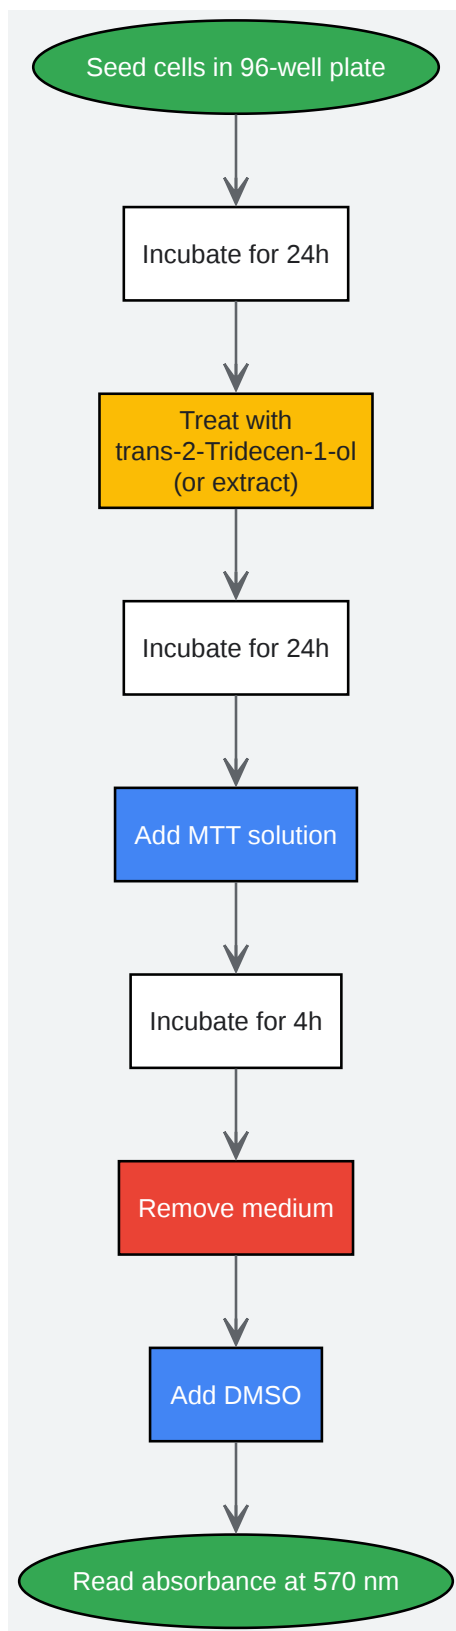 Seed cells in 96-well plate
Incubate for 24h
Treat with
trans-2-Tridecen-1-ol
(or extract)
Incubate for 24h
Add MTT solution
Incubate for 4h
Remove medium
Add DMSO
Read absorbance at 570 nm